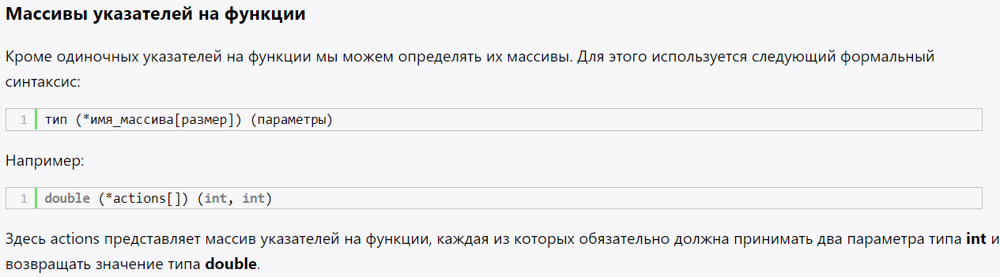 Массивы указателей на функции
Кроме одиночных указателей на функции мы можем определять их массивы. Для этого используется следующий формальный
синтаксис:
1 тип (*имя_массива[размер]) (параметры)
Например:
1 double (*actions[]) (int, int)
Здесь actions представляет массив указателей на функции, каждая из которых обязательно должна принимать два параметра типа int и
возвращать значение типа double.